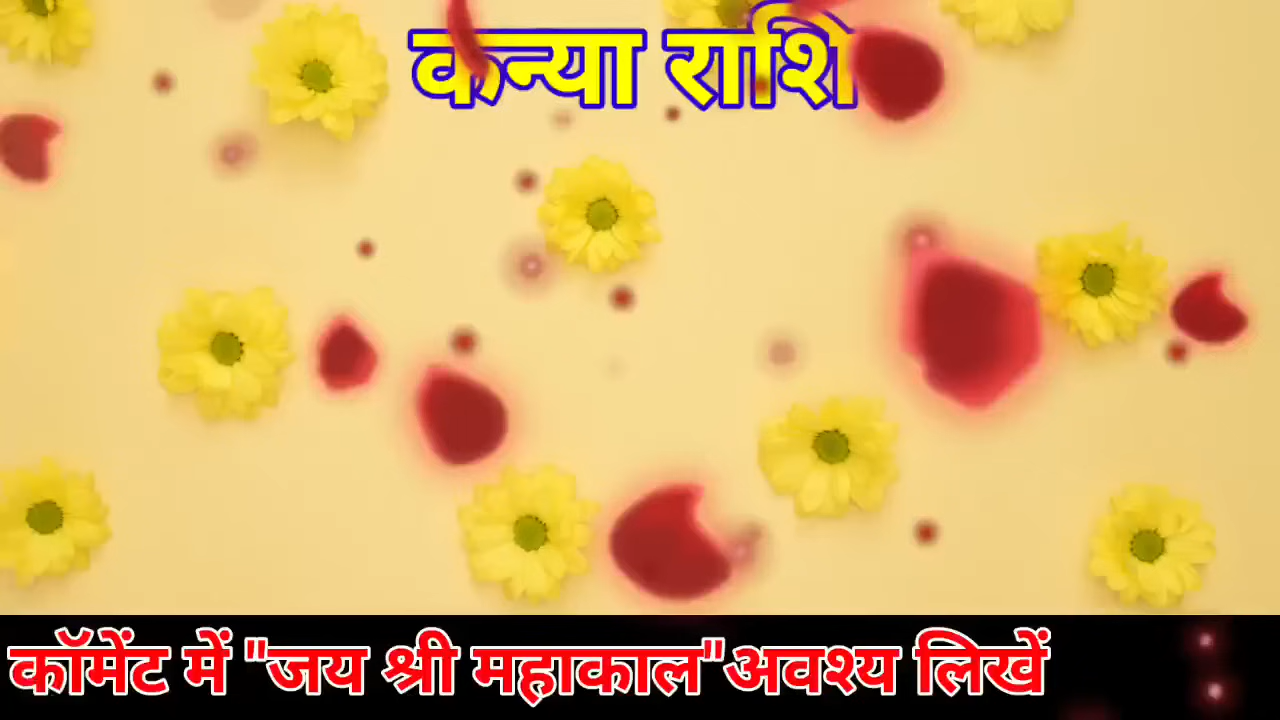 कन्या राशि
कॉमेंट में "जय श्री महाकाल"अवश्य लिखें